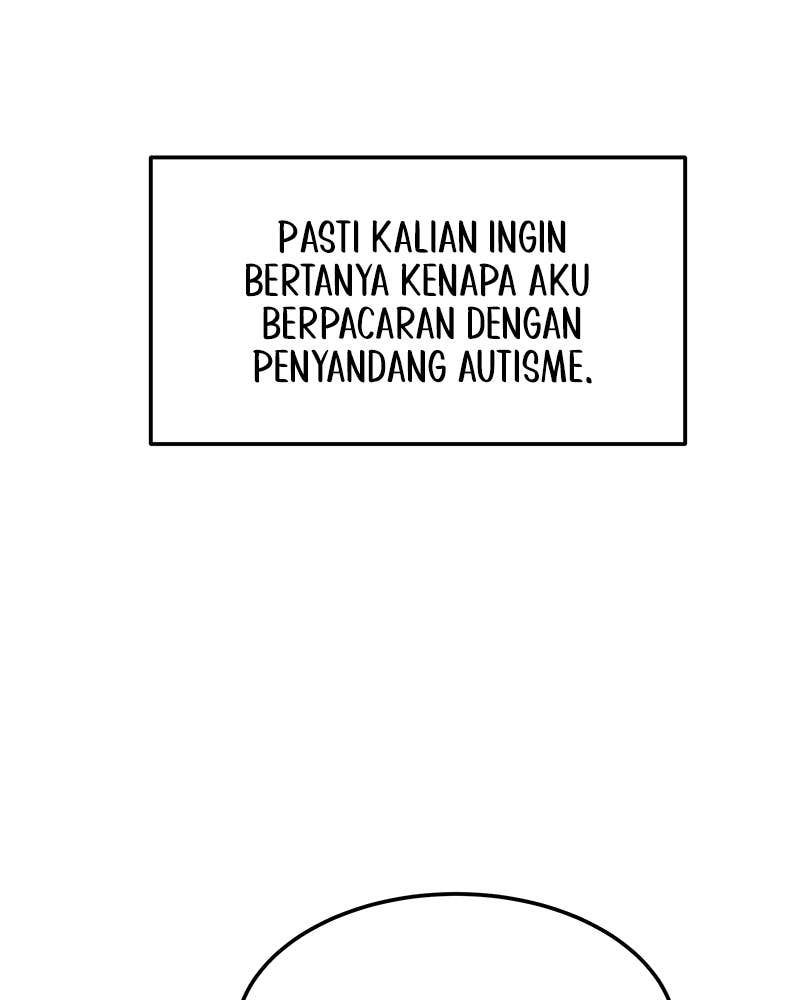 PASTI KALIAN INGIN
BERTANYA KENAPA AKU
BERPACARAN DENGAN
PENYANDANG AUTISME.